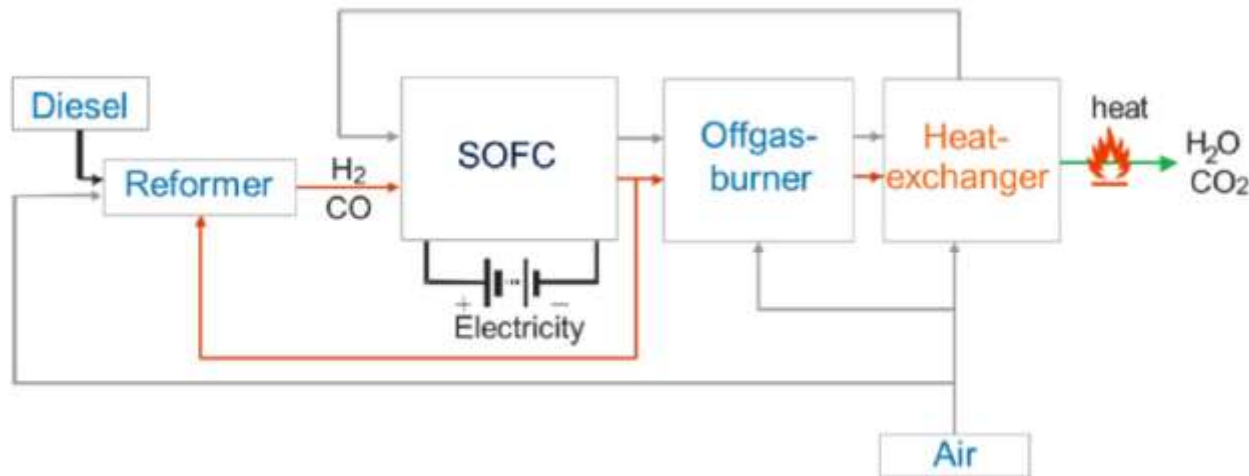 Diesel
Reformer
H₂
CO
SOFC
+ –
Electricity
Offgas-
burner
Heat-
exchanger
heat
H₂O
CO₂
Air